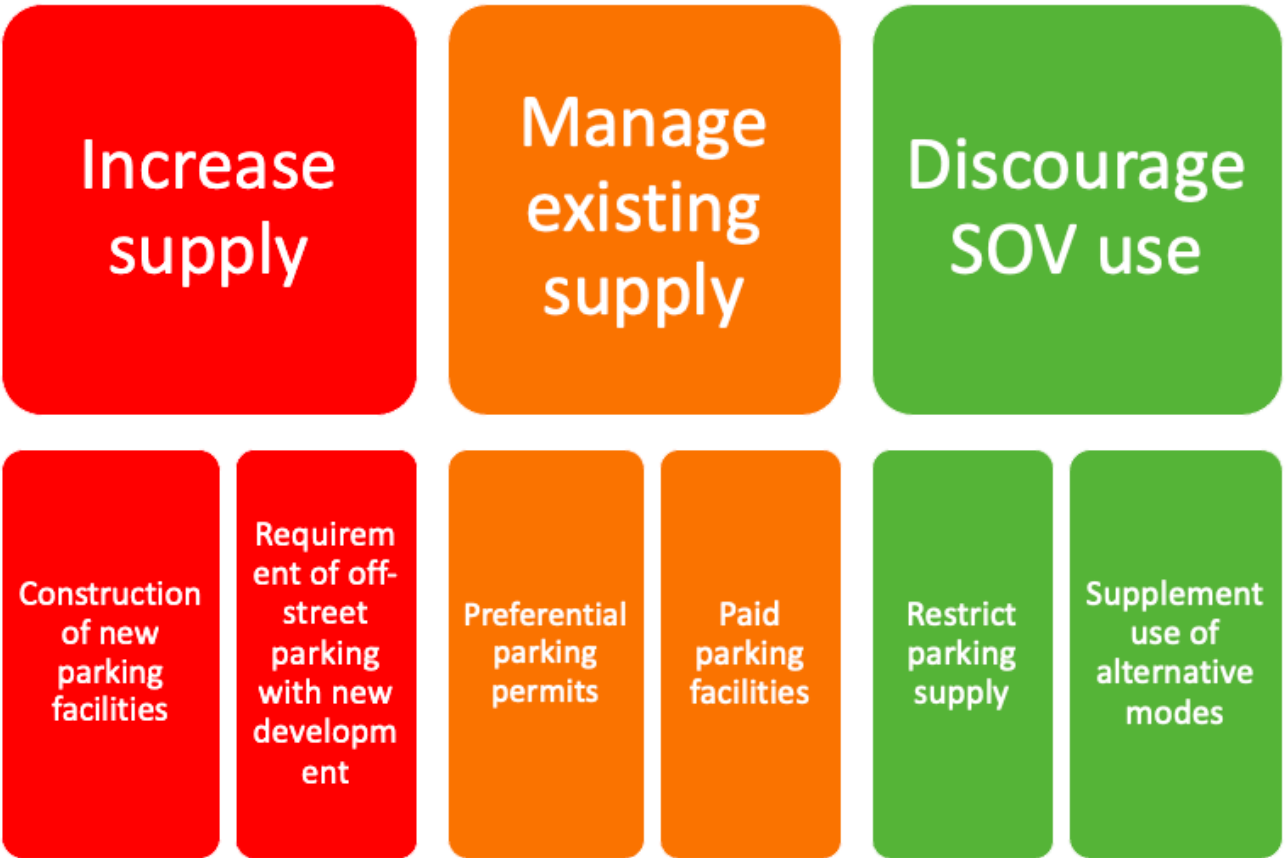 Increase
supply
Manage
existing
supply
Discourage
SOV use
Construction
of new
parking
facilities
Requirem
ent of off-
street
parking
with new
developm
ent
Preferential
parking
permits
Paid
parking
facilities
Restrict
parking
supply
Supplement
use of
alternative
modes